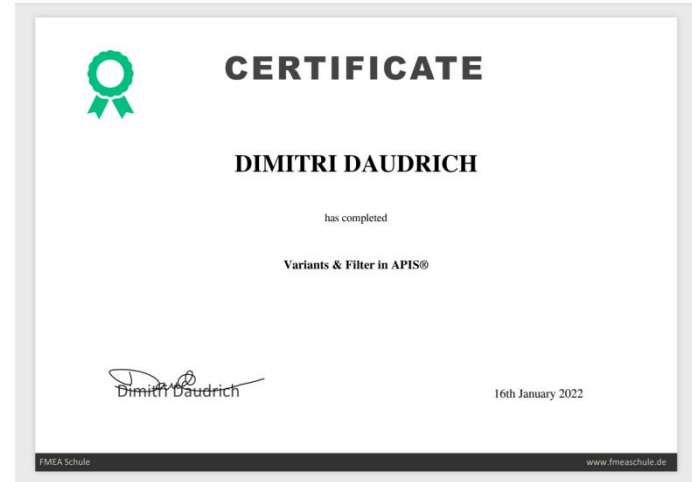 CERTIFICATE
DIMITRI DAUDRICH
has completed
Variants & Filter in APIS®
Dimitri Daudrich
16th January 2022
FMEA Schule
www.fmeaschule.de